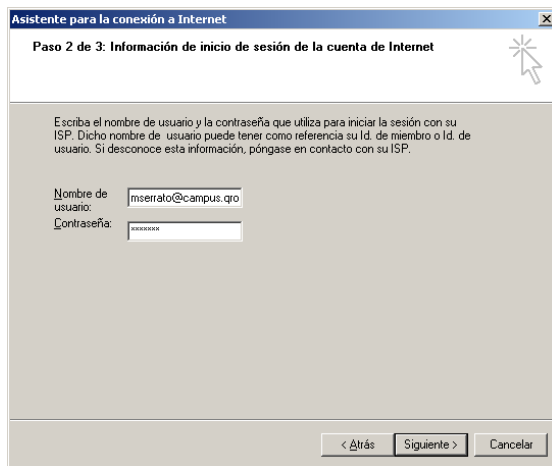 Asistente para la conexión a Internet
Paso 2 de 3: Información de inicio de sesión de la cuenta de Internet
Escriba el nombre de usuario y la contraseña que utiliza para iniciar la sesión con su
ISP. Dicho nombre de usuario puede tener como referencia su Id. de miembro o Id. de
usuario. Si desconoce esta información, póngase en contacto con su ISP.
Nombre de
usuario:
mserrato@campus.qro
Contraseña:
*******
< Atrás
Siguiente >
Cancelar